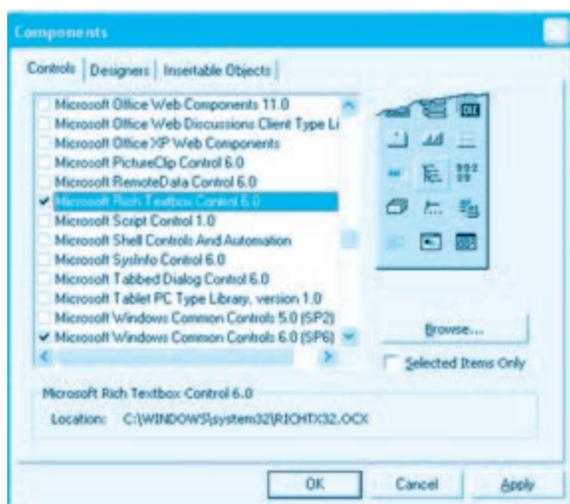 Components
Controls Designers Insertable Objects
Microsoft Office Web Components 11.0
Microsoft Office Web Discussions Client Type Li
Microsoft Office XP Web Components
Microsoft PictureClip Control 6.0
Microsoft RemoteData Control 6.0
Microsoft Rich Textbox Control 6.0
Microsoft Script Control 1.0
Microsoft Shell Controls And Automation
Microsoft SysInfo Control 6.0
Microsoft Tabbed Dialog Control 6.0
Microsoft Tablet PC Type Library, version 1.0
Microsoft Windows Common Controls 5.0 (SP2)
Microsoft Windows Common Controls 6.0 (SP6)
OLE
Browse...
Selected Items Only
Microsoft Rich Textbox Control 6.0
Location: C:\WINDOWS\system32\RICHTX32.OCX
OK Cancel Apply